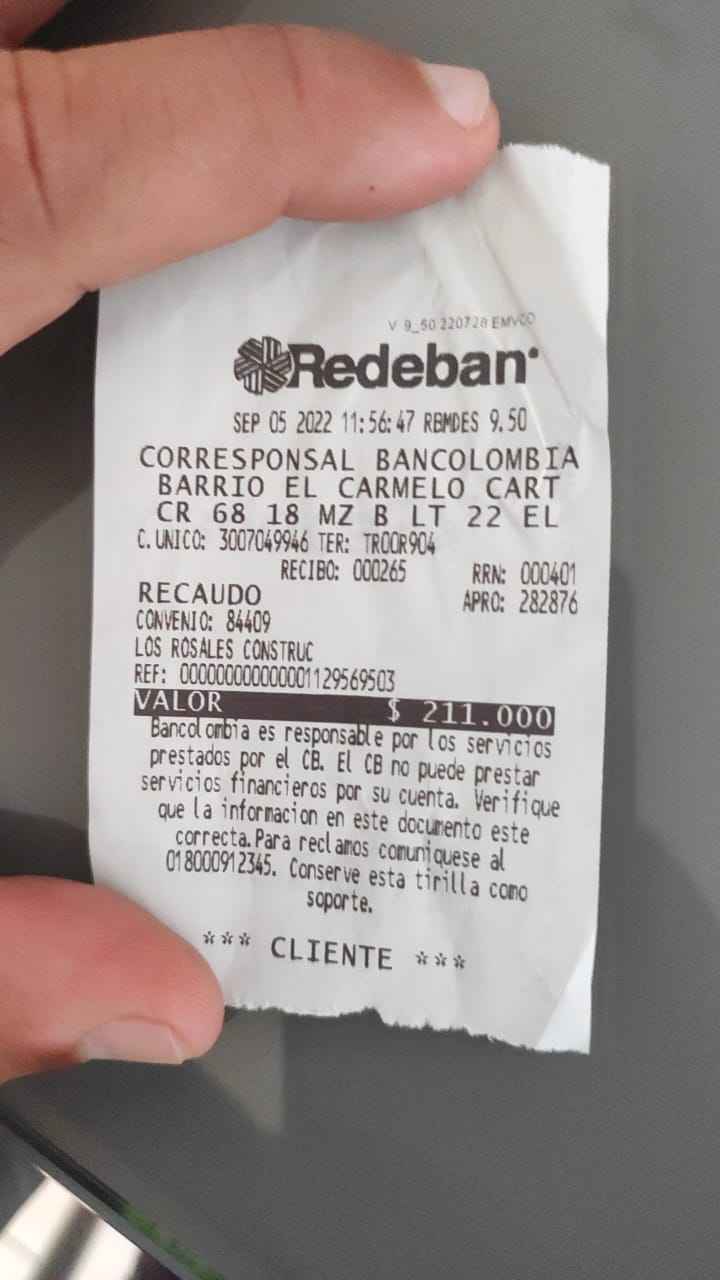 V 9_50 220728 EMVCO
Redeban
SEP 05 2022 11:56:47 RBMDES 9.50
CORRESPONSAL BANCOLOMBIA
BARRIO EL CARMELO CART
CR 68 18 MZ B LT 22 EL
C.UNICO: 3007049946 TER: TR00R904
RECIBO: 000265 RRN: 000401
RECAUDO APRO: 282876
CONVENIO: 84409
LOS ROSALES CONSTRUC
REF: 00000000000001129569503
VALOR $ 211.000
Bancolombia es responsable por los servicios
prestados por el CB. El CB no puede prestar
servicios financieros por su cuenta. Verifique
que la informacion en este documento este
correcta.Para reclamos comuniquese al
018000912345. Conserve esta tirilla como
soporte.
*** CLIENTE ***